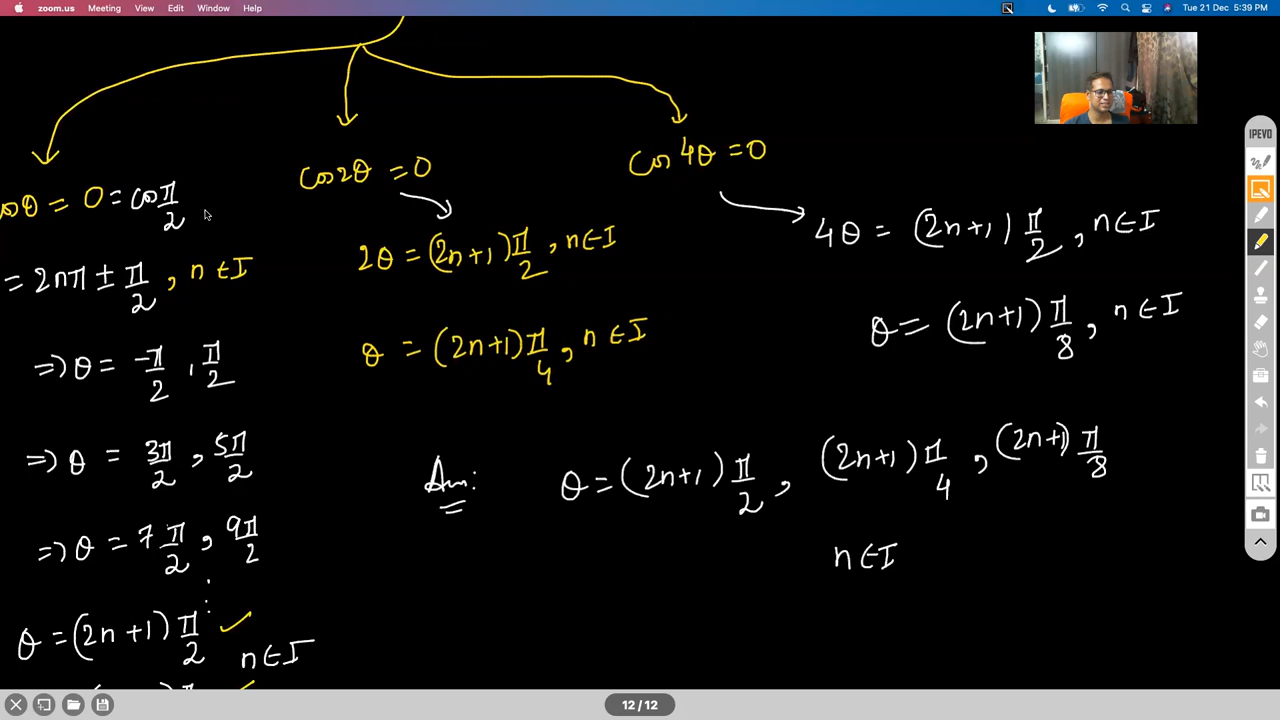 zoom.us Meeting View Edit Window Help Tue 21 Dec 5:39 PM
IPEVO
cosθ = 0 = cos π/2
= 2nπ ± π/2 , n ∈ I
⇒ θ = -π/2 , π/2
⇒ θ = 3π/2 , 5π/2
⇒ θ = 7π/2 , 9π/2
:
θ = (2n+1) π/2 ✓
n ∈ I
cos2θ = 0
2θ = (2n+1) π/2 , n ∈ I
θ = (2n+1) π/4 , n ∈ I
cos 4θ = 0
4θ = (2n+1) π/2 , n ∈ I
θ = (2n+1) π/8 , n ∈ I
Ans: θ = (2n+1) π/2 , (2n+1) π/4 , (2n+1) π/8
n ∈ I
12 / 12